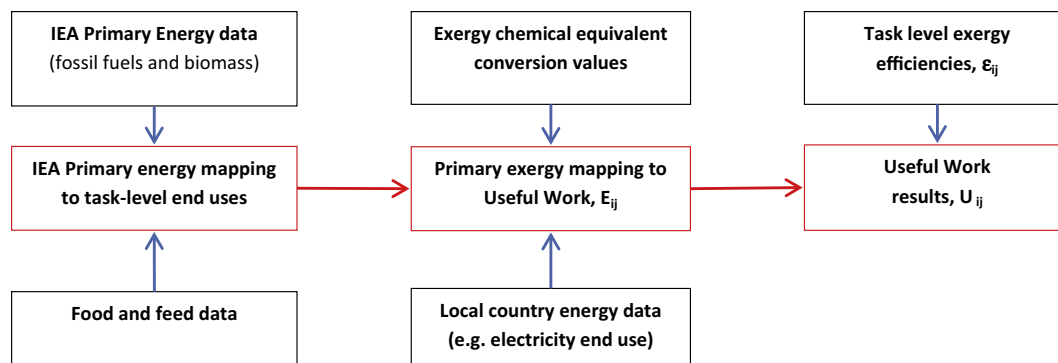 IEA Primary Energy data
(fossil fuels and biomass)
Exergy chemical equivalent
conversion values
Task level exergy
efficiencies, εij
IEA Primary energy mapping
to task-level end uses
Primary exergy mapping to
Useful Work, Eij
Useful Work
results, U ij
Food and feed data
Local country energy data
(e.g. electricity end use)